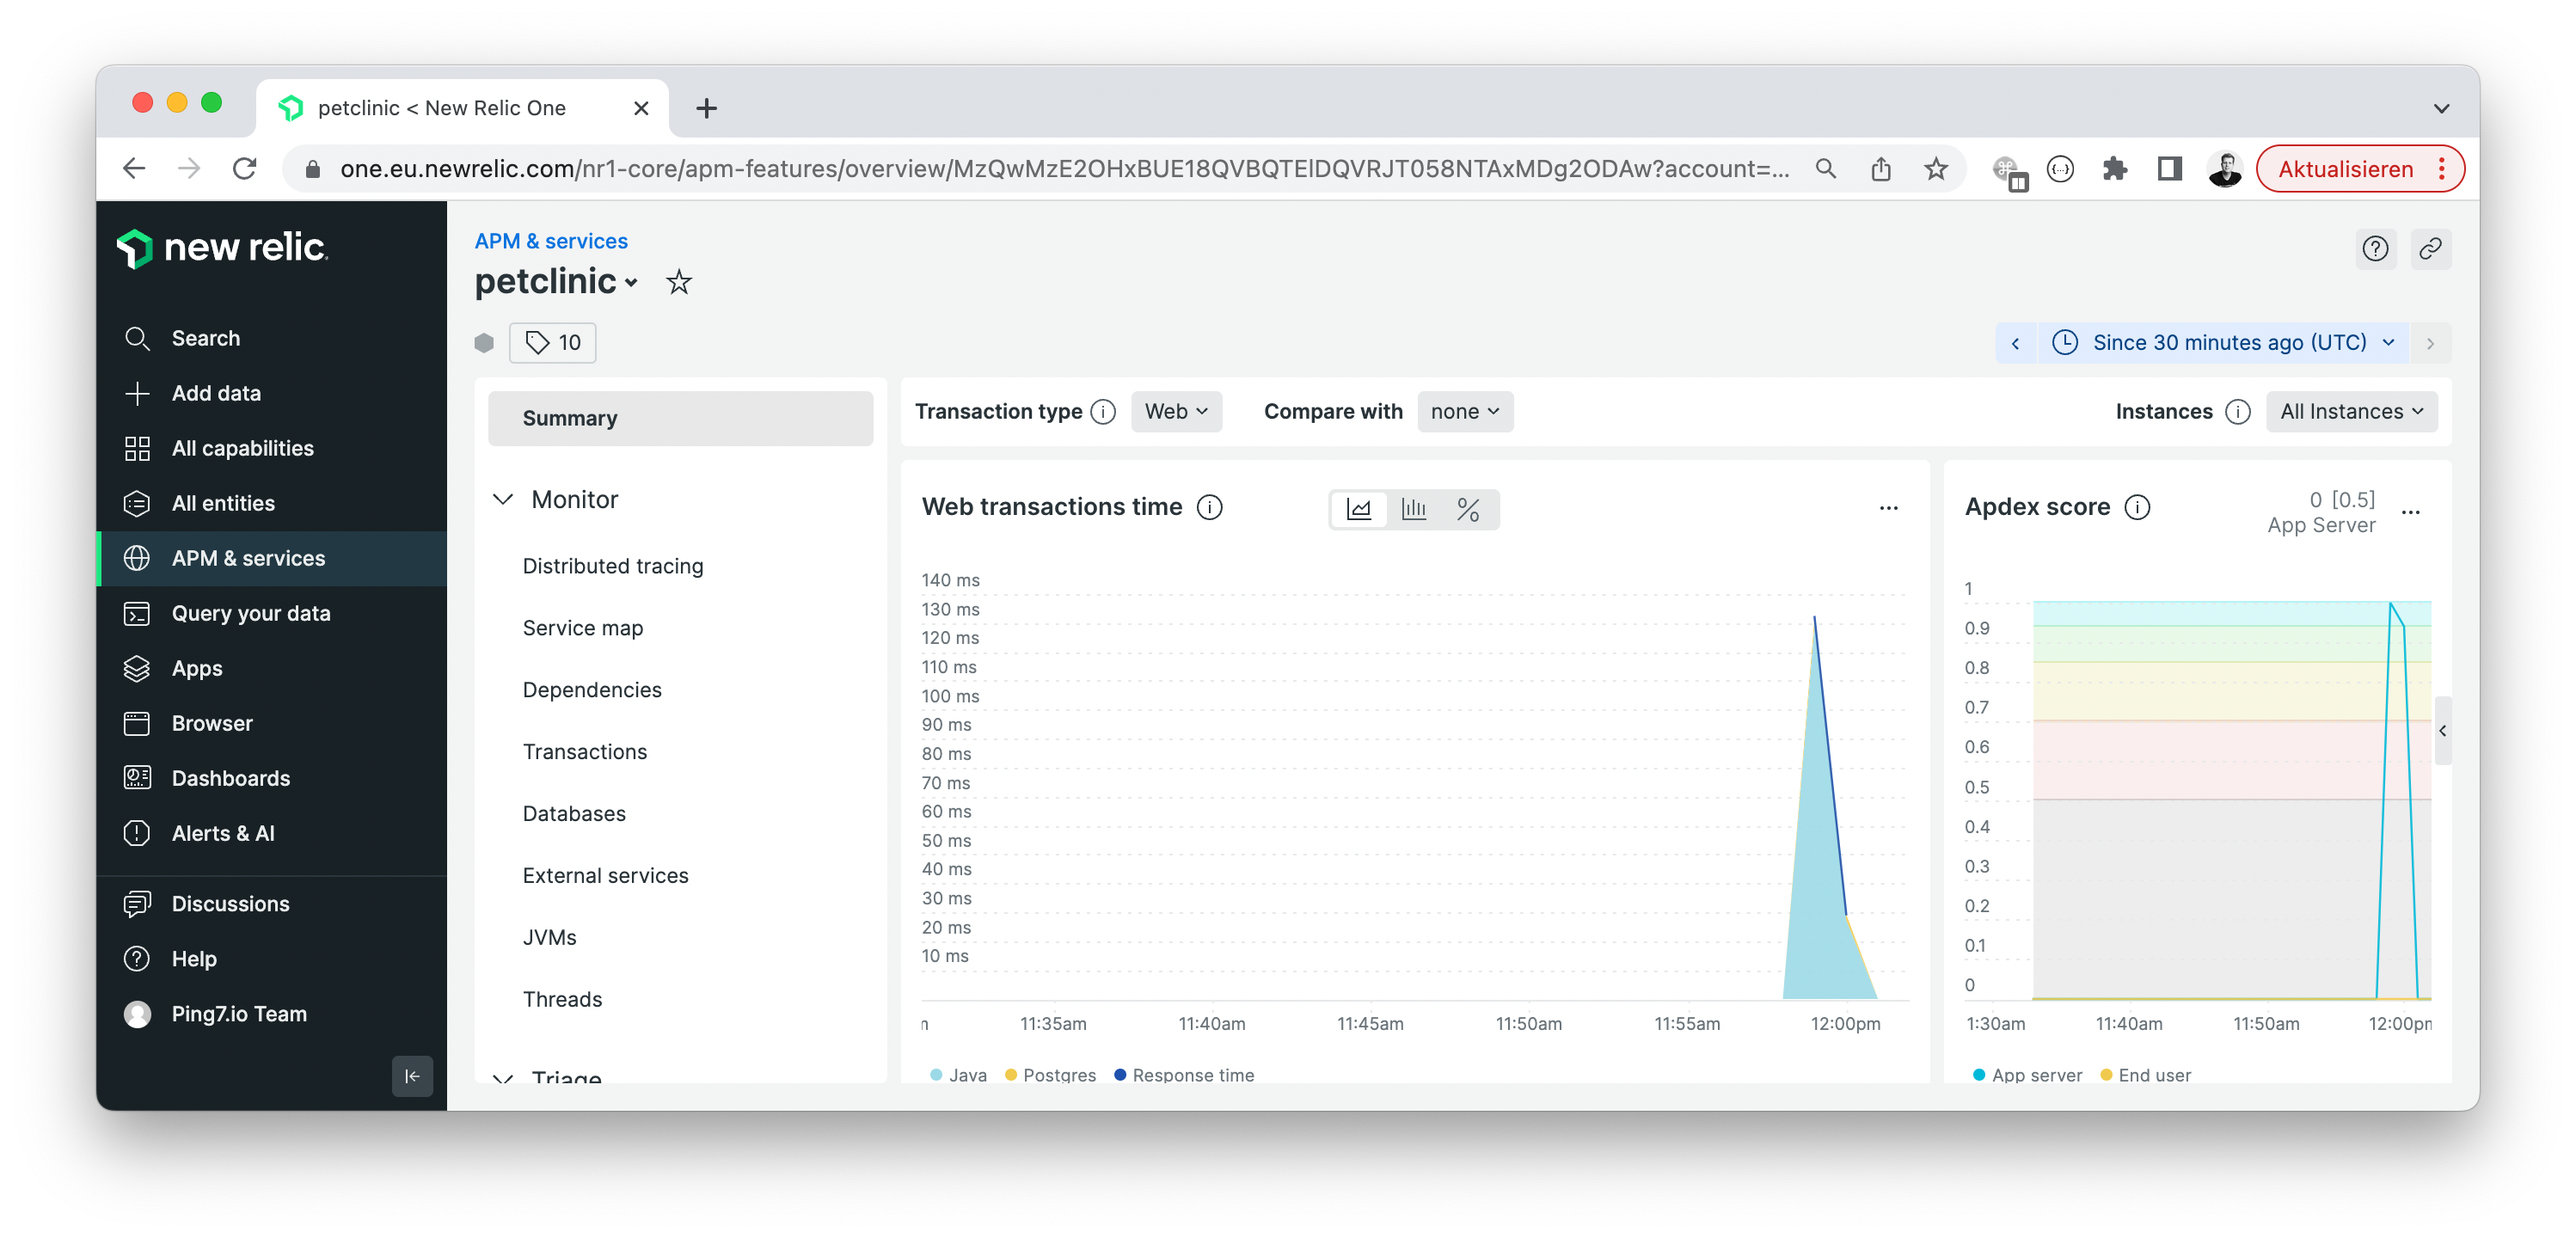 petclinic < New Relic One
one.eu.newrelic.com/nr1-core/apm-features/overview/MzQwMzE2OHxBUE18QVBQTElDQVRJT058NTAxMDg2ODAw?account=...
Aktualisieren
new relic.
Search
Add data
All capabilities
All entities
APM & services
Query your data
Apps
Browser
Dashboards
Alerts & AI
Discussions
Help
Ping7.io Team
APM & services
petclinic
10
Since 30 minutes ago (UTC)
Summary
Monitor
Distributed tracing
Service map
Dependencies
Transactions
Databases
External services
JVMs
Threads
Triage
Transaction type
Web
Compare with
none
Instances
All Instances
Web transactions time
%
140 ms
130 ms
120 ms
110 ms
100 ms
90 ms
80 ms
70 ms
60 ms
50 ms
40 ms
30 ms
20 ms
10 ms
11:35am 11:40am 11:45am 11:50am 11:55am 12:00pm
Java Postgres Response time
Apdex score
0 [0.5]
App Server
1
0.9
0.8
0.7
0.6
0.5
0.4
0.3
0.2
0.1
0
1:30am 11:40am 11:50am 12:00pm
App server End user